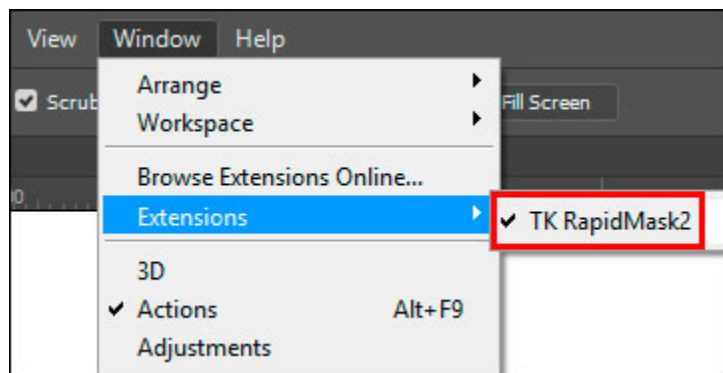 View Window Help
Arrange
Scrub Fill Screen
Workspace
Browse Extensions Online...
Extensions TK RapidMask2
3D
Actions Alt+F9
Adjustments